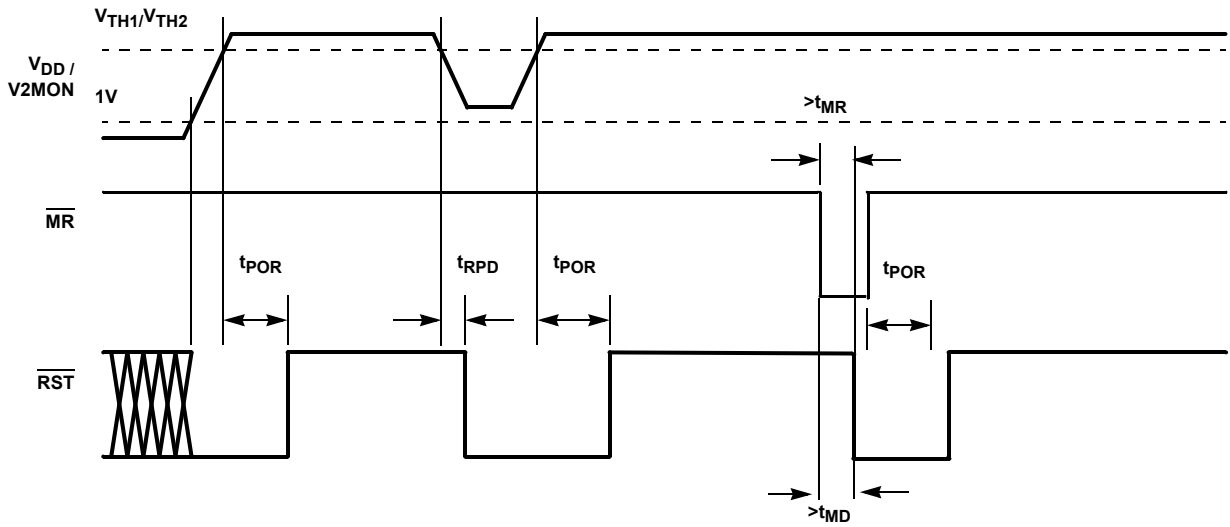 VTH1/VTH2
VDD /
V2MON
1V
>tMR
MR
tPOR
tRPD
tPOR
tPOR
RST
>tMD